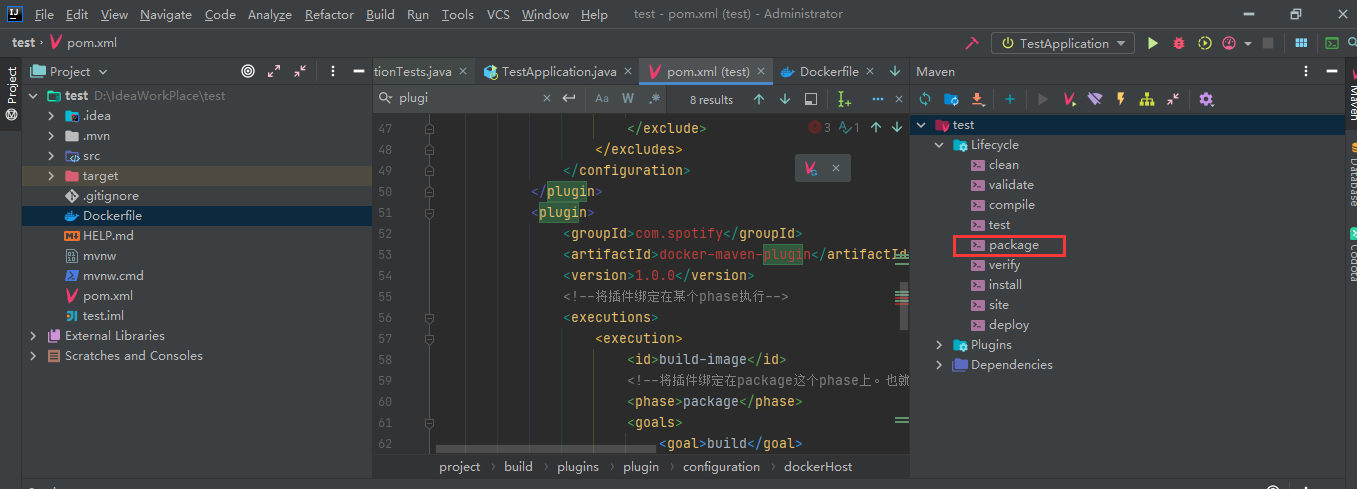 File Edit View Navigate Code Analyze Refactor Build Run Tools VCS Window Help test - pom.xml (test) - Administrator
test › pom.xml
TestApplication
Project
Project
test D:\IdeaWorkPlace\test
.idea
.mvn
src
target
.gitignore
Dockerfile
HELP.md
mvnw
mvnw.cmd
pom.xml
test.iml
External Libraries
Scratches and Consoles
tionTests.java TestApplication.java pom.xml (test) Dockerfile
plugi Aa W .* 8 results
3 1
47 </exclude>
48 </excludes>
49 </configuration>
50 </plugin>
51 <plugin>
52 <groupId>com.spotify</groupId>
53 <artifactId>docker-maven-plugin</artifactId
54 <version>1.0.0</version>
55 <!--将插件绑定在某个phase执行-->
56 <executions>
57 <execution>
58 <id>build-image</id>
59 <!--将插件绑定在package这个phase上。也就
60 <phase>package</phase>
61 <goals>
62 <goal>build</goal>
project › build › plugins › plugin › configuration › dockerHost
Maven
test
Lifecycle
clean
validate
compile
test
package
verify
install
site
deploy
Plugins
Dependencies
Maven
Database
Codota